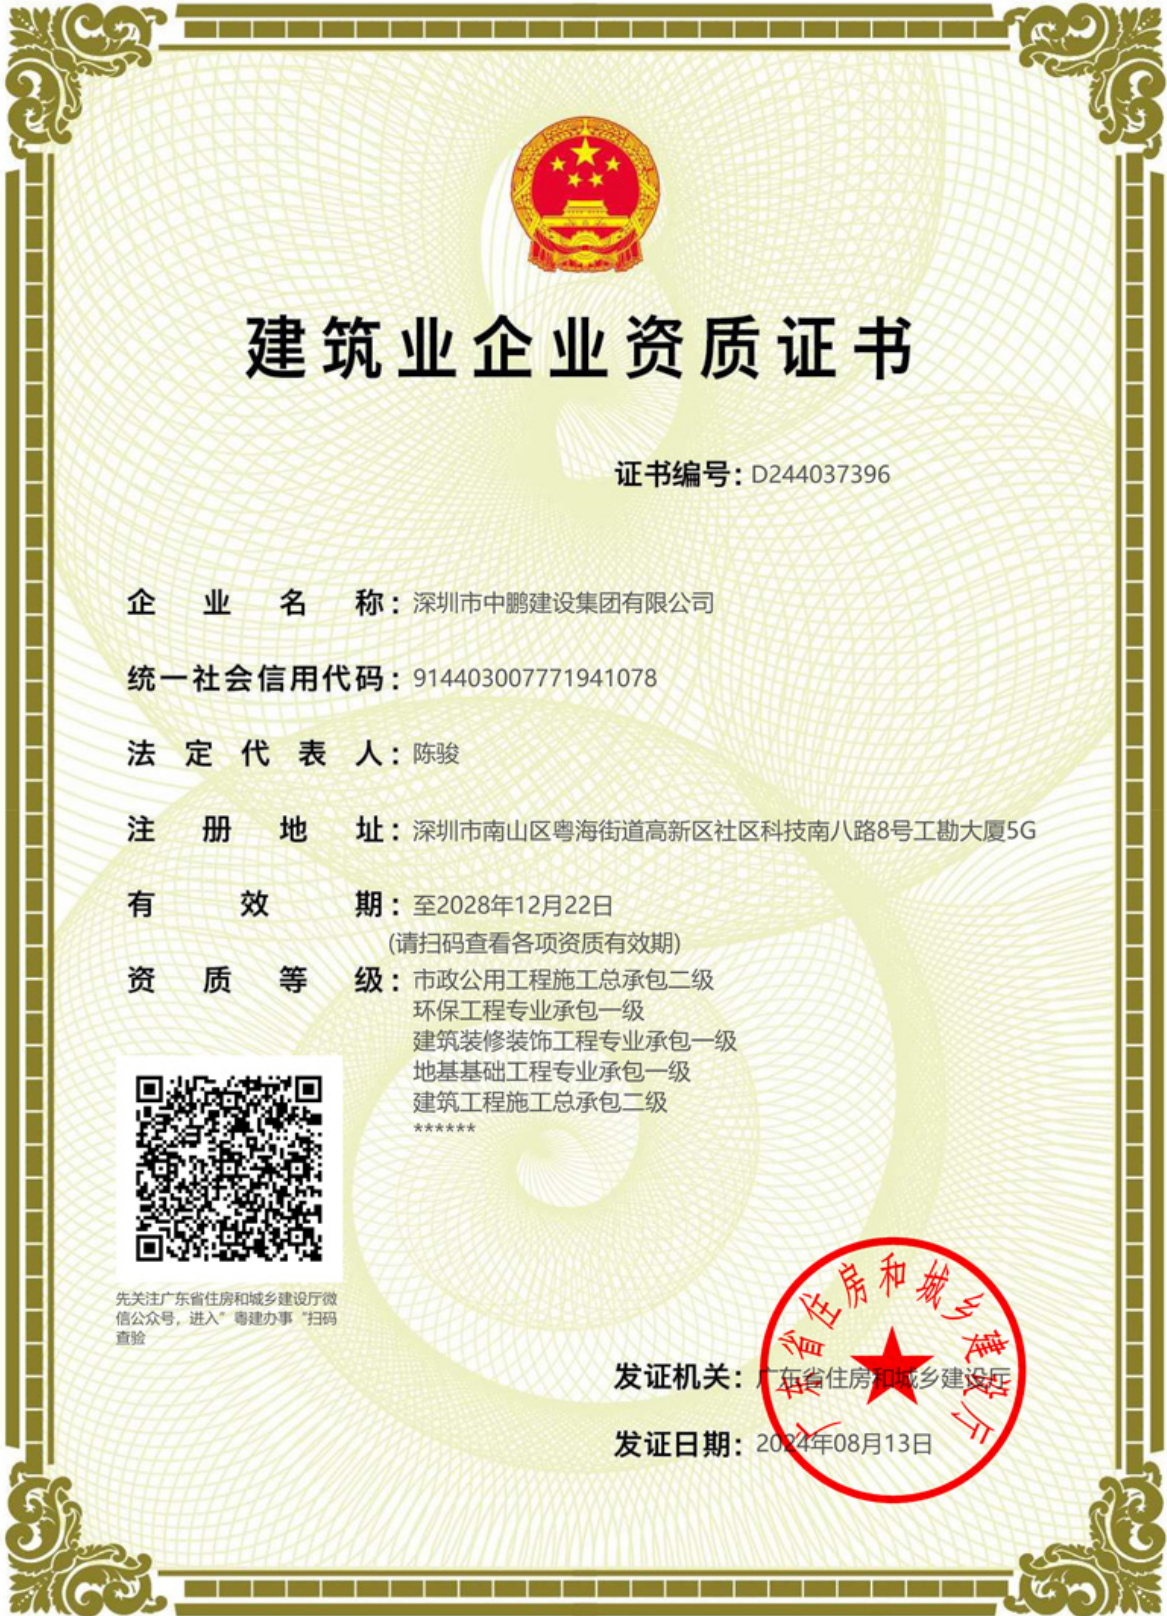 建筑业企业资质证书
证书编号：D244037396
企业名称：深圳市中鹏建设集团有限公司
统一社会信用代码：914403007771941078
法定代表人：陈骏
注册地址：深圳市南山区粤海街道高新区社区科技南八路8号工勘大厦5G
有效期：至2028年12月22日
(请扫码查看各项资质有效期)
资质等级：市政公用工程施工总承包二级
环保工程专业承包一级
建筑装修装饰工程专业承包一级
地基基础工程专业承包一级
建筑工程施工总承包二级
******
先关注广东省住房和城乡建设厅微
信公众号，进入”粤建办事“扫码
查验
发证机关：广东省住房和城乡建设厅
发证日期：2024年08月13日
广东省住房和城乡建设厅